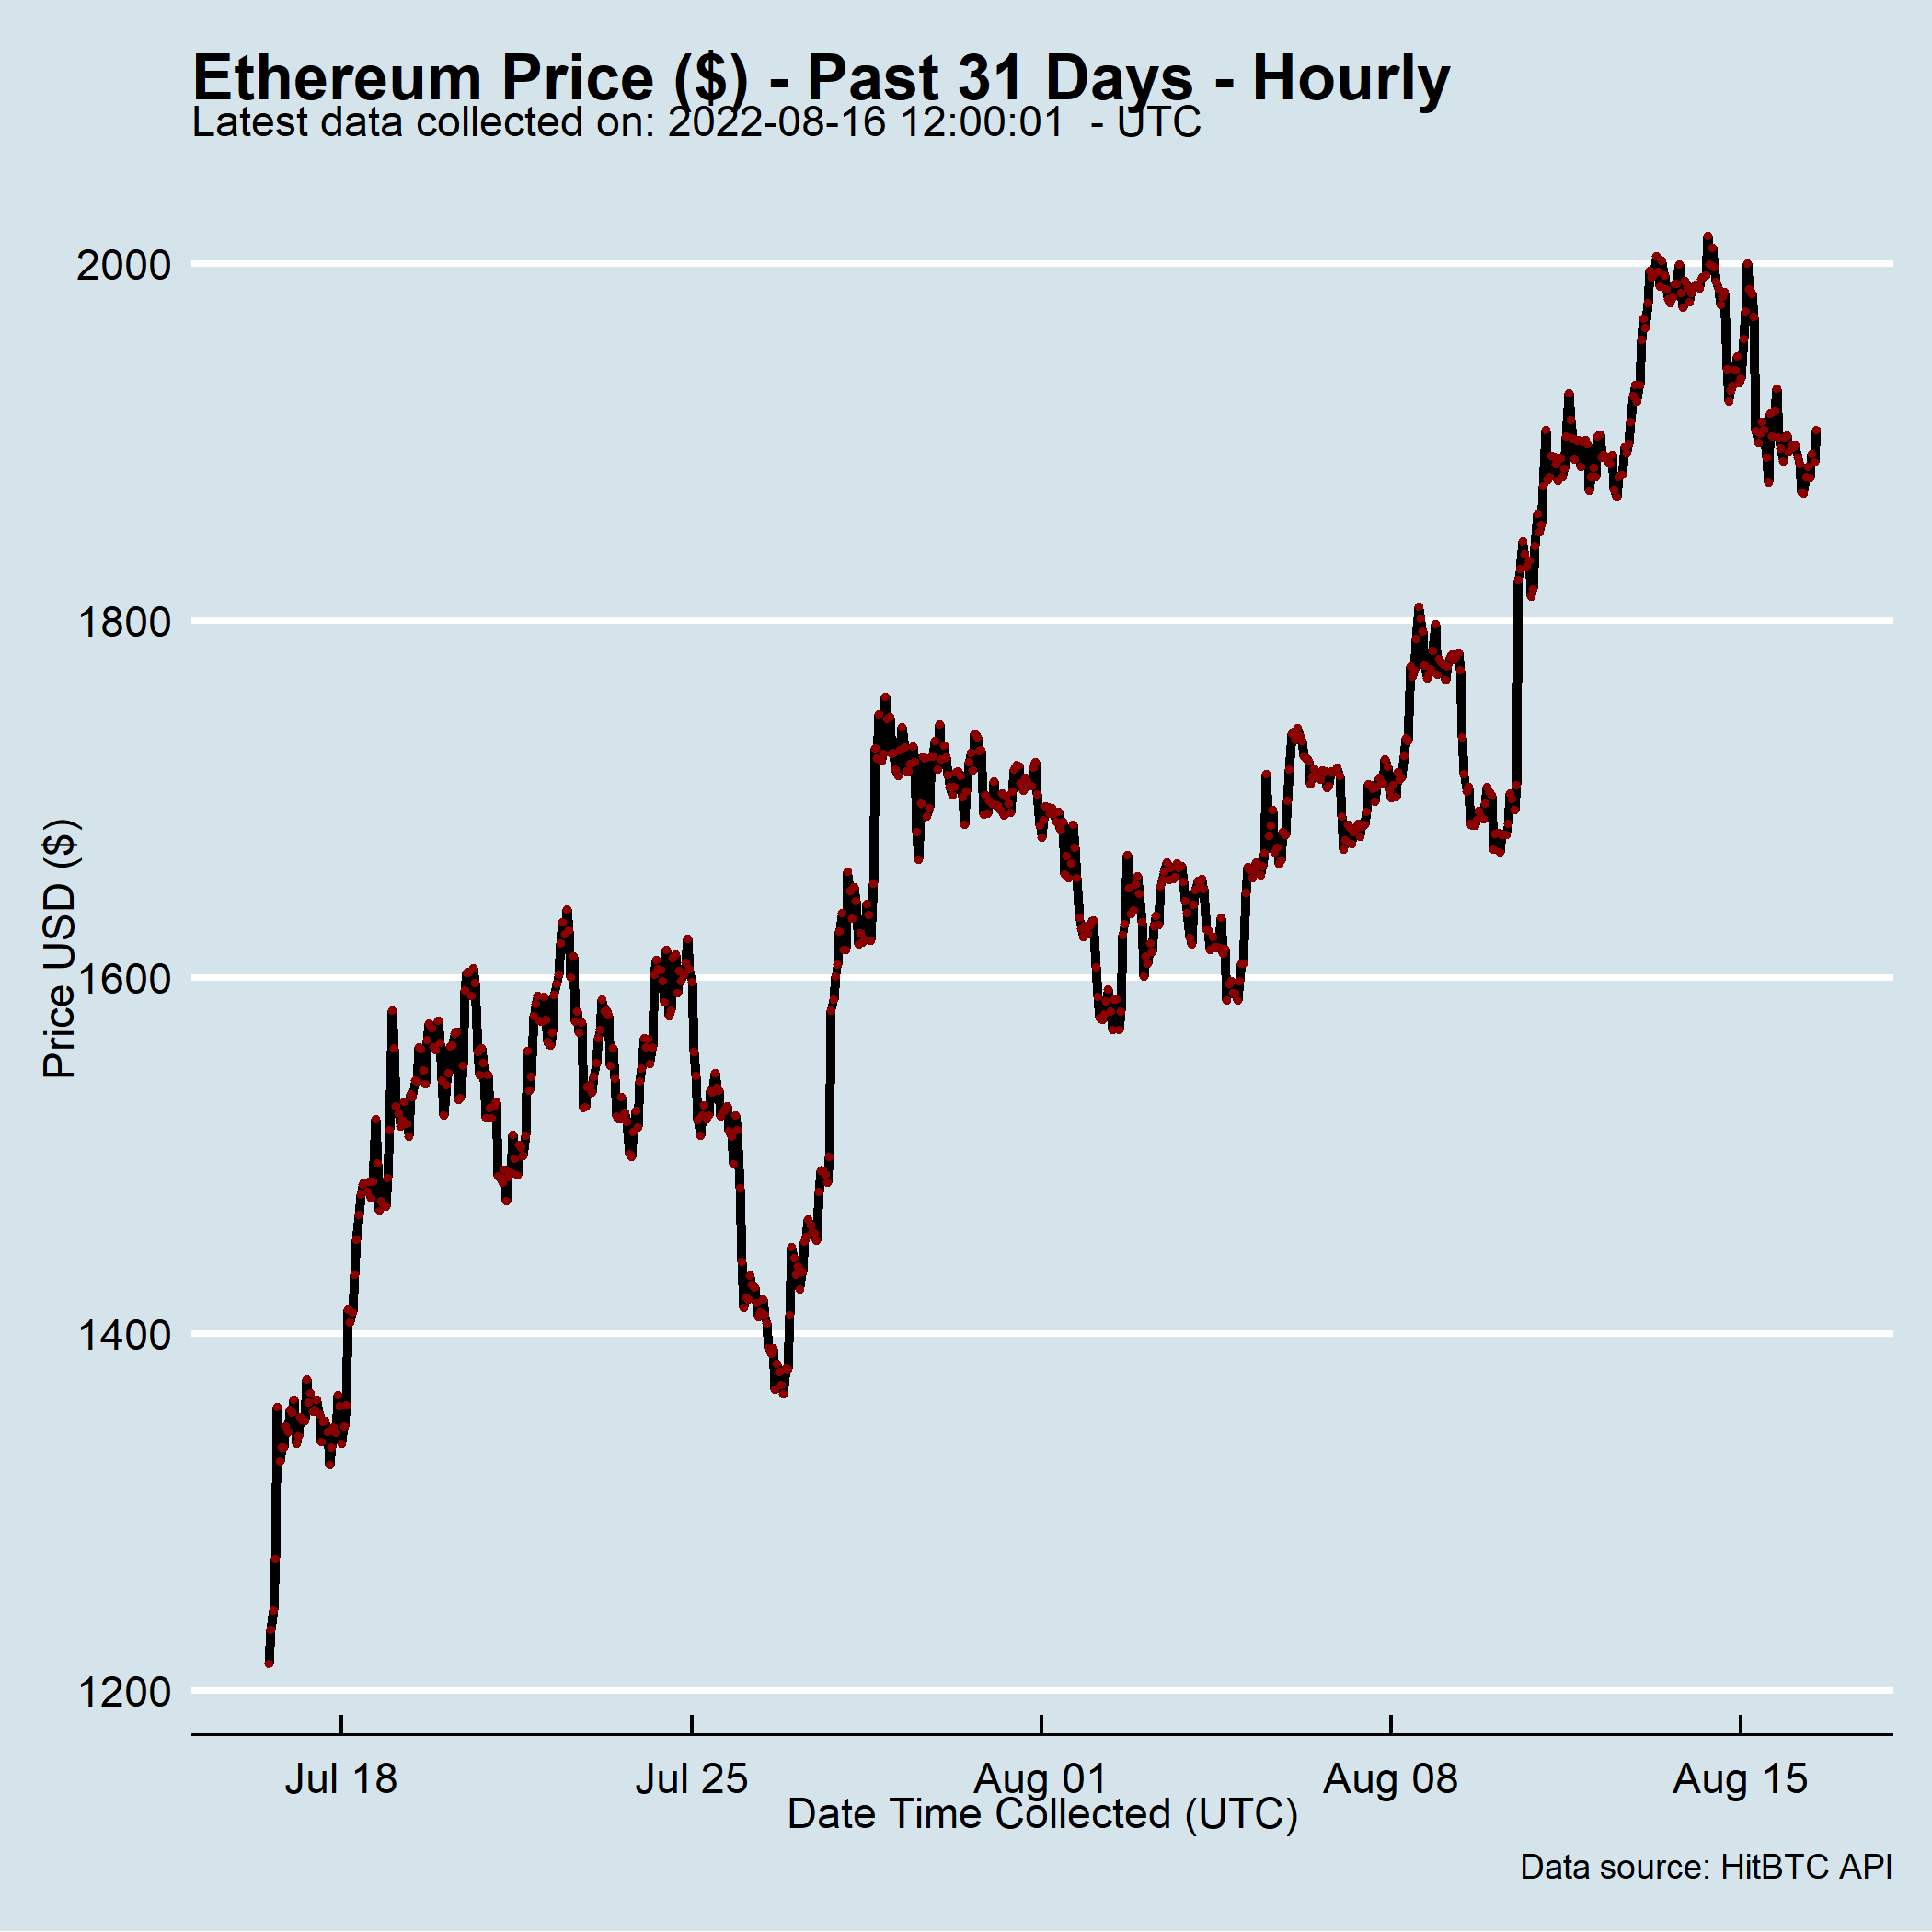 Ethereum Price ($) - Past 31 Days - Hourly
Latest data collected on: 2022-08-16 12:00:01  - UTC
2000
1800
1600
1400
1200
Price USD ($)
Jul 18
Jul 25
Aug 01
Aug 08
Aug 15
Date Time Collected (UTC)
Data source: HitBTC API